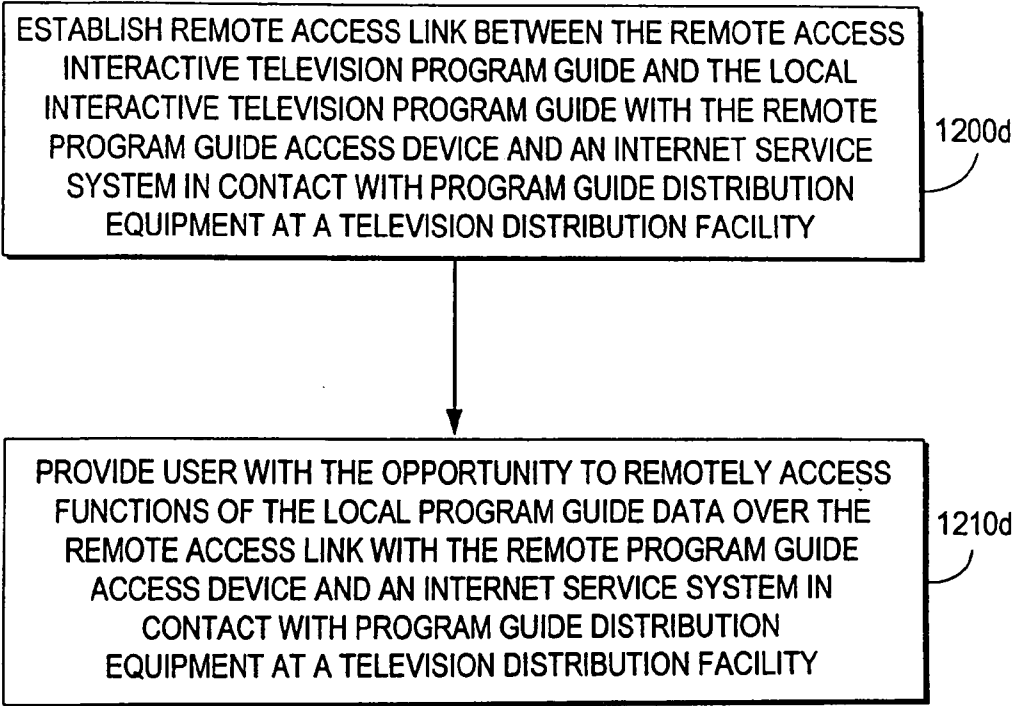 ESTABLISH REMOTE ACCESS LINK BETWEEN THE REMOTE ACCESS
INTERACTIVE TELEVISION PROGRAM GUIDE AND THE LOCAL
INTERACTIVE TELEVISION PROGRAM GUIDE WITH THE REMOTE
PROGRAM GUIDE ACCESS DEVICE AND AN INTERNET SERVICE
SYSTEM IN CONTACT WITH PROGRAM GUIDE DISTRIBUTION
EQUIPMENT AT A TELEVISION DISTRIBUTION FACILITY
1200d
PROVIDE USER WITH THE OPPORTUNITY TO REMOTELY ACCESS
FUNCTIONS OF THE LOCAL PROGRAM GUIDE DATA OVER THE
REMOTE ACCESS LINK WITH THE REMOTE PROGRAM GUIDE
ACCESS DEVICE AND AN INTERNET SERVICE SYSTEM IN
CONTACT WITH PROGRAM GUIDE DISTRIBUTION
EQUIPMENT AT A TELEVISION DISTRIBUTION FACILITY
1210d